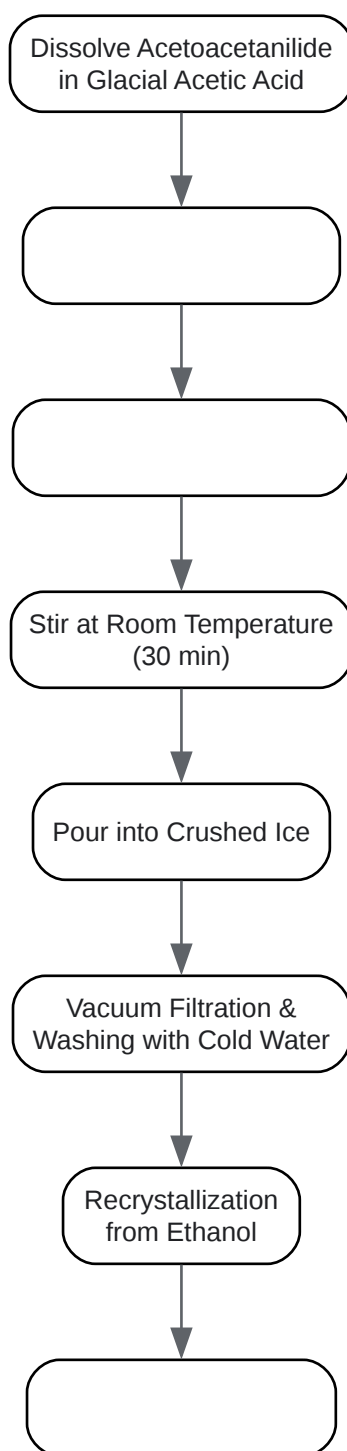 Dissolve Acetoacetanilide
in Glacial Acetic Acid
Stir at Room Temperature
(30 min)
Pour into Crushed Ice
Vacuum Filtration &
Washing with Cold Water
Recrystallization
from Ethanol